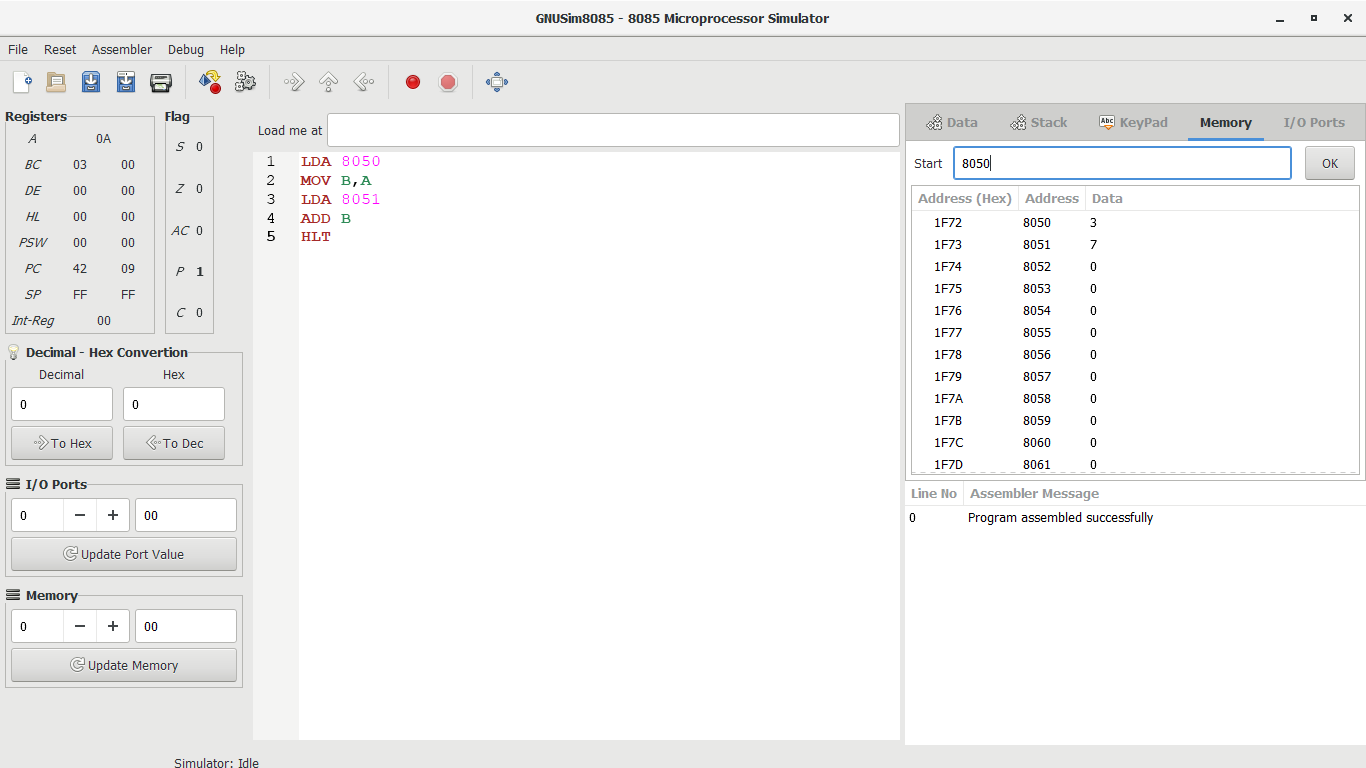 GNUSim8085 - 8085 Microprocessor Simulator
File Reset Assembler Debug Help
Registers
A 0A
BC 03 00
DE 00 00
HL 00 00
PSW 00 00
PC 42 09
SP FF FF
Int-Reg 00
Flag
S 0
Z 0
AC 0
P 1
C 0
Decimal - Hex Convertion
Decimal Hex
0 0
To Hex To Dec
I/O Ports
0 − + 00
Update Port Value
Memory
0 − + 00
Update Memory
Load me at
1 LDA 8050
2 MOV B,A
3 LDA 8051
4 ADD B
5 HLT
Data Stack Abc KeyPad Memory I/O Ports
Start 8050 OK
Address (Hex) Address Data
1F72 8050 3
1F73 8051 7
1F74 8052 0
1F75 8053 0
1F76 8054 0
1F77 8055 0
1F78 8056 0
1F79 8057 0
1F7A 8058 0
1F7B 8059 0
1F7C 8060 0
1F7D 8061 0
Line No Assembler Message
0 Program assembled successfully
Simulator: Idle